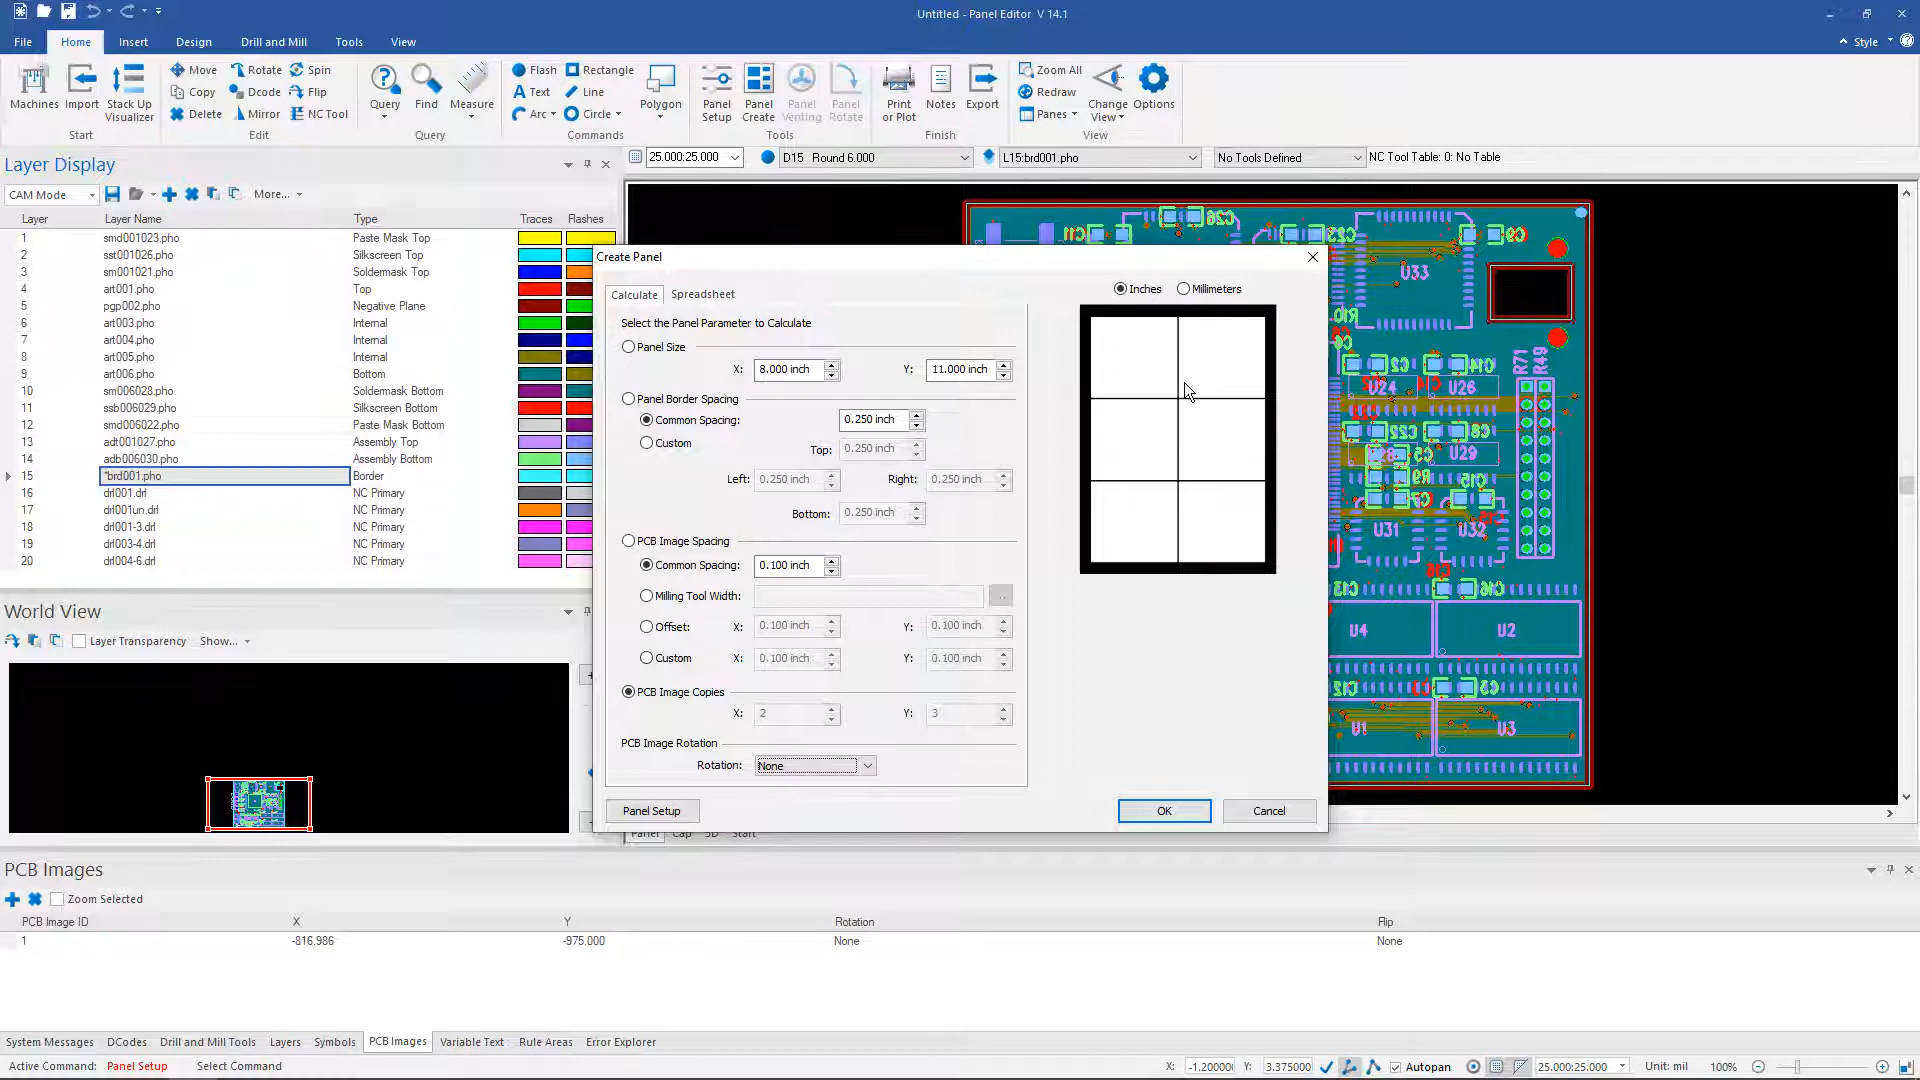 Untitled - Panel Editor V 14.1
File Home Insert Design Drill and Mill Tools View Style
Machines Import Stack Up Visualizer
Move Rotate Spin
Copy Dcode Flip
Delete Mirror NC Tool
Query Find Measure
Flash Rectangle
Text Line
Arc Circle
Polygon
Panel Setup Panel Create Panel Venting Panel Rotate
Print or Plot Notes Export
Zoom All
Redraw
Panes
Change View Options
Start Edit Query Commands Tools Finish View
Layer Display
25.000:25.000 D15 Round 6.000 L15:brd001.pho No Tools Defined NC Tool Table: 0: No Table
CAM Mode More...
Layer Layer Name Type Traces Flashes
1 smd001023.pho Paste Mask Top
2 sst001026.pho Silkscreen Top
3 sm001021.pho Soldermask Top
4 art001.pho Top
5 pgp002.pho Negative Plane
6 art003.pho Internal
7 art004.pho Internal
8 art005.pho Internal
9 art006.pho Bottom
10 sm006028.pho Soldermask Bottom
11 ssb006029.pho Silkscreen Bottom
12 smd006022.pho Paste Mask Bottom
13 adt001027.pho Assembly Top
14 adb006030.pho Assembly Bottom
15 *brd001.pho Border
16 drl001.drl NC Primary
17 drl001un.drl NC Primary
18 drl001-3.drl NC Primary
19 drl003-4.drl NC Primary
20 drl004-6.drl NC Primary
World View
Layer Transparency Show...
Create Panel
Calculate Spreadsheet
Inches Millimeters
Select the Panel Parameter to Calculate
Panel Size
X: 8.000 inch Y: 11.000 inch
Panel Border Spacing
Common Spacing: 0.250 inch
Custom
Top: 0.250 inch
Left: 0.250 inch Right: 0.250 inch
Bottom: 0.250 inch
PCB Image Spacing
Common Spacing: 0.100 inch
Milling Tool Width: ...
Offset: X: 0.100 inch Y: 0.100 inch
Custom X: 0.100 inch Y: 0.100 inch
PCB Image Copies
X: 2 Y: 3
PCB Image Rotation
Rotation: None
Panel Setup OK Cancel
Panel Cap 3D Start
U33
R71 R49
U24 U26
U29
U31 U32
U4 U2
U1 U3
PCB Images
Zoom Selected
PCB Image ID X Y Rotation Flip
1 -816.986 -975.000 None None
System Messages DCodes Drill and Mill Tools Layers Symbols PCB Images Variable Text Rule Areas Error Explorer
Active Command: Panel Setup Select Command X: -1.20000 Y: 3.375000 Autopan 25.000:25.000 Unit: mil 100%